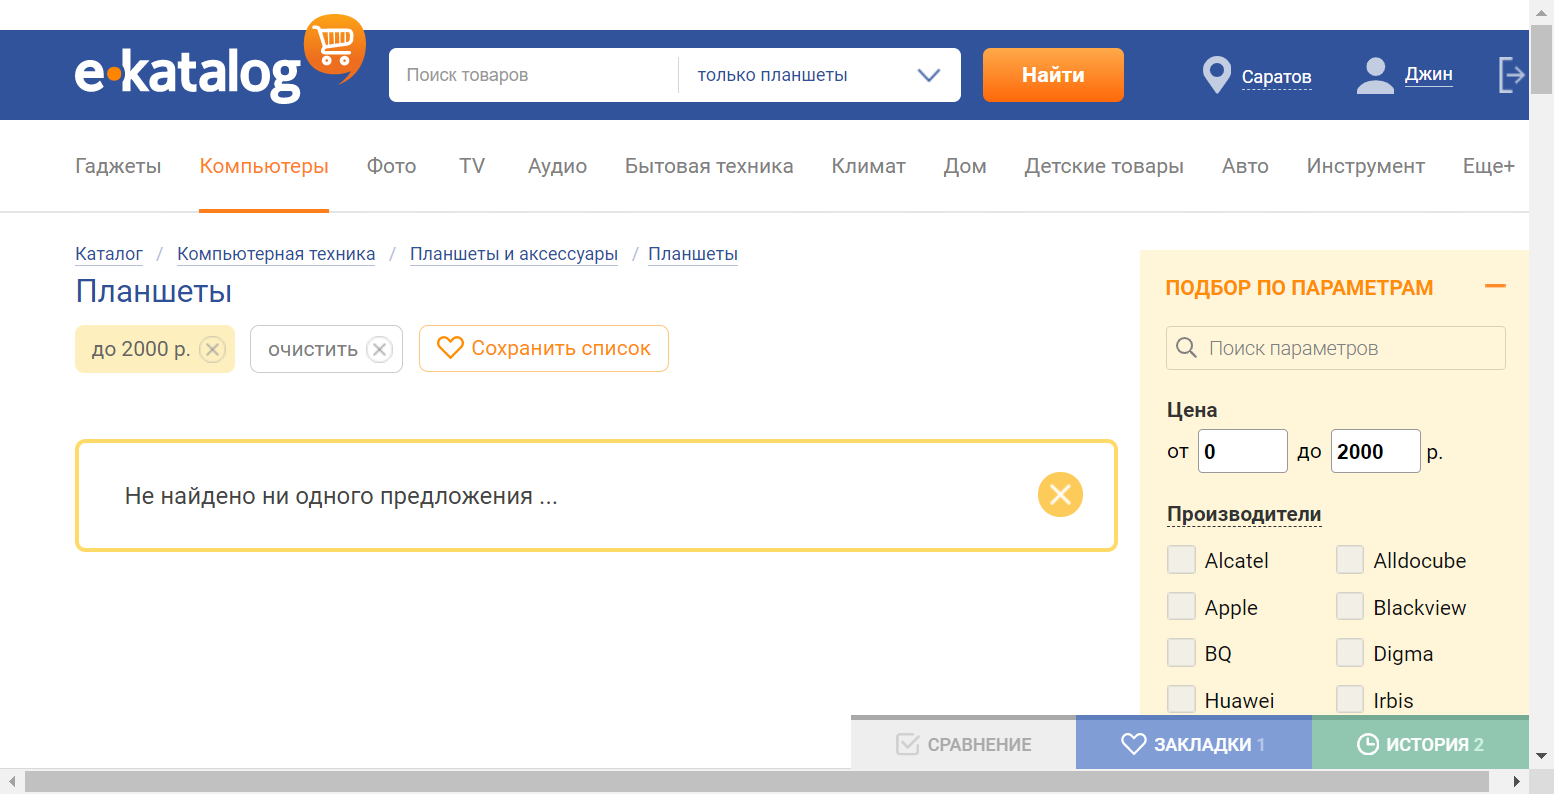 e•katalog
Поиск товаров
только планшеты
Найти
Саратов
Джин
Гаджеты Компьютеры Фото TV Аудио Бытовая техника Климат Дом Детские товары Авто Инструмент Еще+
Каталог / Компьютерная техника / Планшеты и аксессуары / Планшеты
Планшеты
до 2000 р. очистить Сохранить список
Не найдено ни одного предложения ...
ПОДБОР ПО ПАРАМЕТРАМ
Поиск параметров
Цена
от 0 до 2000 р.
Производители
Alcatel Alldocube
Apple Blackview
BQ Digma
Huawei Irbis
СРАВНЕНИЕ ЗАКЛАДКИ 1 ИСТОРИЯ 2